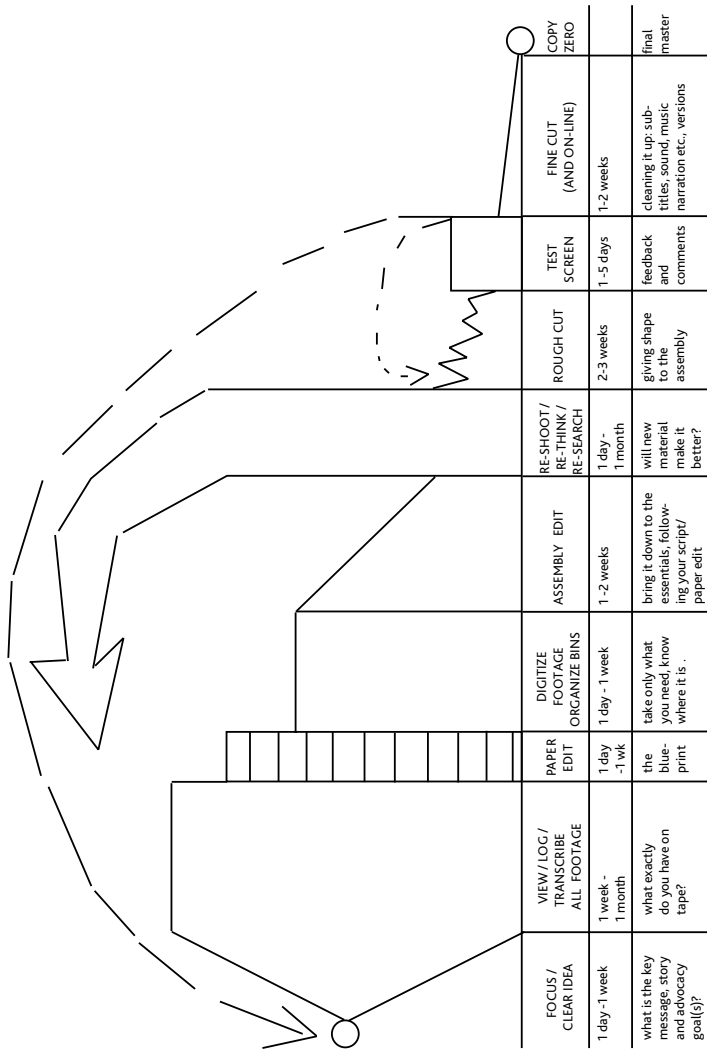 FOCUS /
CLEAR IDEA
1 day -1 week
what is the key
message, story
and advocacy
goal(s)?
VIEW / LOG /
TRANSCRIBE
ALL FOOTAGE
1 week -
1 month
what exactly
do you have on
tape?
PAPER
EDIT
1 day
-1 wk
the
blue-
print
DIGITIZE
FOOTAGE
ORGANIZE BINS
1 day - 1 week
take only what
you need, know
where it is .
ASSEMBLY EDIT
1 -2 weeks
bring it down to the
essentials, follow-
ing your script/
paper edit
RE-SHOOT /
RE-THINK /
RE-SEARCH
1 day -
1 month
will new
material
make it
better?
ROUGH CUT
2-3 weeks
giving shape
to the
assembly
TEST
SCREEN
1 -5 days
feedback
and
comments
FINE CUT
(AND ON-LINE)
1-2 weeks
cleaning it up: sub-
titles, sound, music
narration etc., versions
COPY
ZERO
final
master